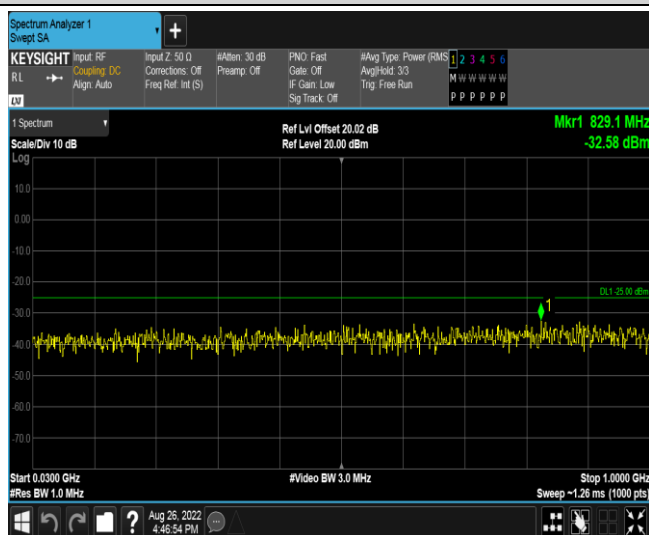 Spectrum Analyzer 1
Swept SA
+
KEYSIGHT
RL
LXI
Input: RF
Coupling: DC
Align: Auto
Input Z: 50 Ω
Corrections: Off
Freq Ref: Int (S)
#Atten: 30 dB
Preamp: Off
PNO: Fast
Gate: Off
IF Gain: Low
Sig Track: Off
#Avg Type: Power (RMS
Avg|Hold: 3/3
Trig: Free Run
1 2 3 4 5 6
M W W W W W
P P P P P P
1 Spectrum
Scale/Div 10 dB
Ref Lvl Offset 20.02 dB
Ref Level 20.00 dBm
Mkr1 829.1 MHz
-32.58 dBm
Log
10.0
0.00
-10.0
-20.0
DL1 -25.00 dBm
1
-30.0
-40.0
-50.0
-60.0
-70.0
Start 0.0300 GHz
#Video BW 3.0 MHz
Stop 1.0000 GHz
#Res BW 1.0 MHz
Sweep ~1.26 ms (1000 pts)
?
Aug 26, 2022
4:46:54 PM